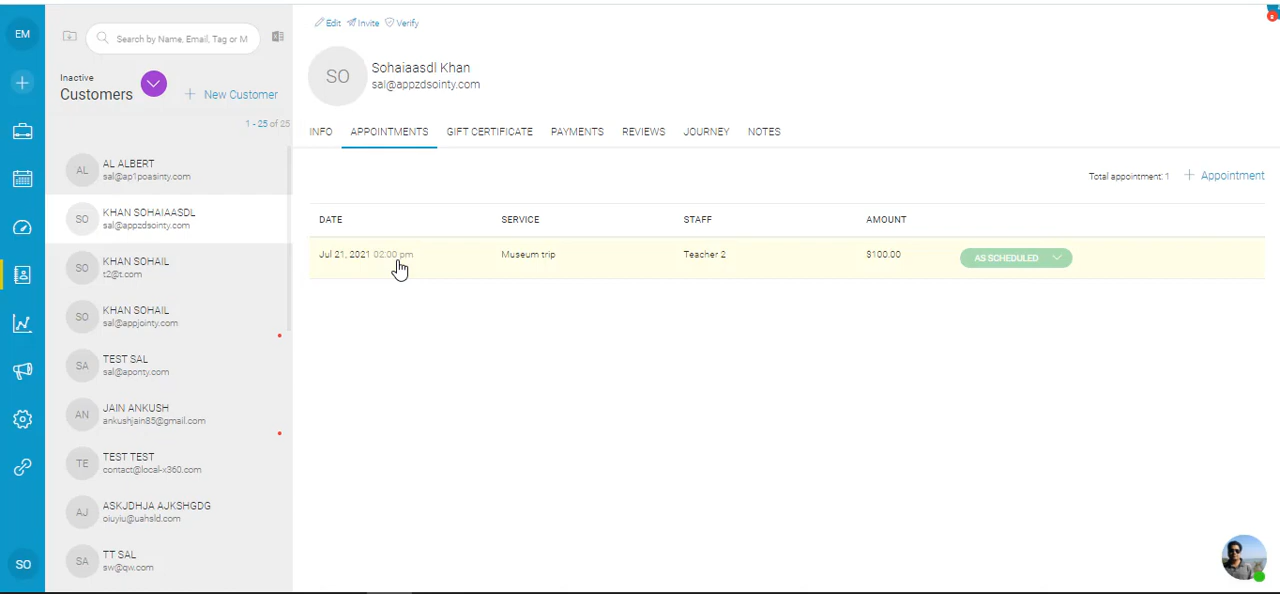 EM
Search by Name, Email, Tag or M
Inactive
Customers
New Customer
1 - 25 of 25
AL
AL ALBERT
sal@ap1poasinty.com
SO
KHAN SOHAIAASDL
sal@appzdsointy.com
SO
KHAN SOHAIL
t2@t.com
SO
KHAN SOHAIL
sal@appjointy.com
SA
TEST SAL
sal@aponty.com
AN
JAIN ANKUSH
ankushjain85@gmail.com
TE
TEST TEST
contact@local-x360.com
AJ
ASKJDHJA AJKSHGDG
oiuyiu@uahsld.com
SA
TT SAL
sw@qw.com
SO
Edit Invite Verify
SO
Sohaiaasdl Khan
sal@appzdsointy.com
INFO APPOINTMENTS GIFT CERTIFICATE PAYMENTS REVIEWS JOURNEY NOTES
Total appointment: 1 Appointment
DATE SERVICE STAFF AMOUNT
Jul 21, 2021 02:00 pm Museum trip Teacher 2 $100.00 AS SCHEDULED